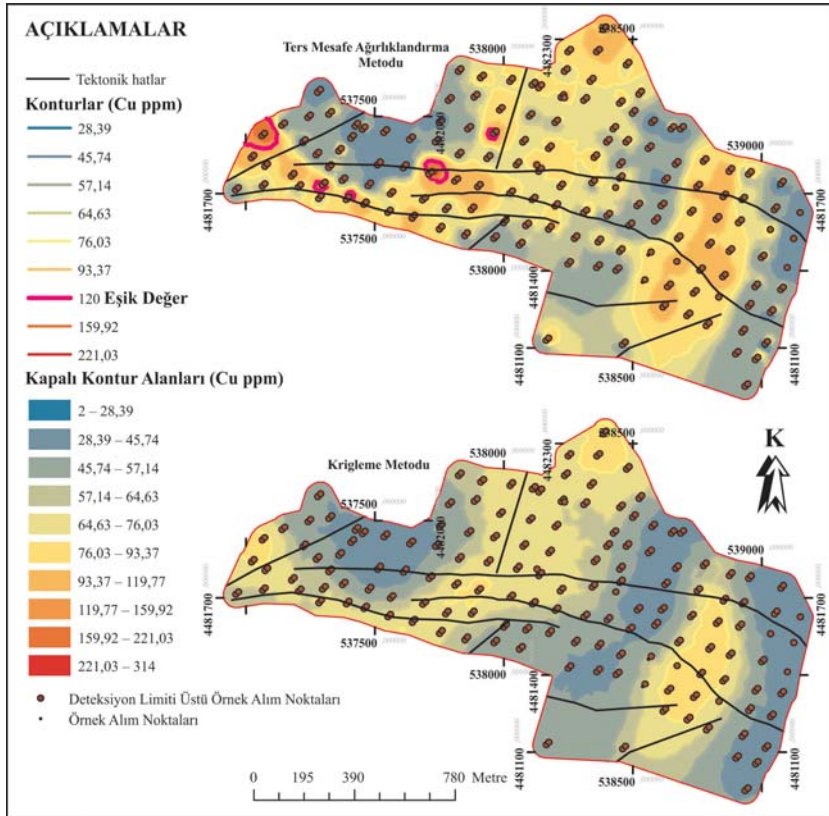 AÇIKLAMALAR
Tektonik hatlar
Konturlar (Cu ppm)
28,39
45,74
57,14
64,63
76,03
93,37
120 Eşik Değer
159,92
221,03
Kapalı Kontur Alanları (Cu ppm)
2 – 28,39
28,39 – 45,74
45,74 – 57,14
57,14 – 64,63
64,63 – 76,03
76,03 – 93,37
93,37 – 119,77
119,77 – 159,92
159,92 – 221,03
221,03 – 314
Deteksiyon Limiti Üstü Örnek Alım Noktaları
Örnek Alım Noktaları
Ters Mesafe Ağırlıklandırma
Metodu
538000
4482300
538500
537500
4482000
539000
4481700
4481700
537500
538000
4481400
4481100
538500
4481100
Krigleme Metodu
K
538000
4482300
538500
537500
4482000
539000
4481700
4481700
537500
538000
4481400
4481100
538500
4481100
0 195 390 780 Metre